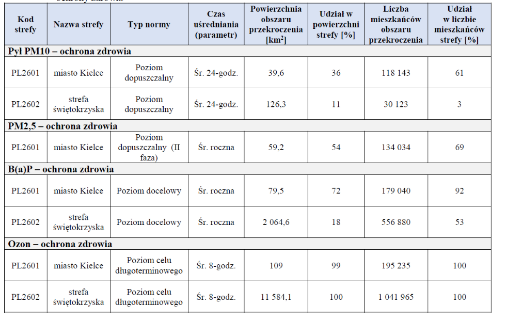 Kod strefy | Nazwa strefy | Typ normy | Czas uśredniania (parametr) | Powierzchnia obszaru przekroczenia [km²] | Udział w powierzchni strefy [%] | Liczba mieszkańców obszaru przekroczenia | Udział w liczbie mieszkańców strefy [%]
Pył PM10 – ochrona zdrowia
PL2601 | miasto Kielce | Poziom dopuszczalny | Śr. 24-godz. | 39,6 | 36 | 118 143 | 61
PL2602 | strefa świętokrzyska | Poziom dopuszczalny | Śr. 24-godz. | 126,3 | 11 | 30 123 | 3
PM2,5 – ochrona zdrowia
PL2601 | miasto Kielce | Poziom dopuszczalny (II faza) | Śr. roczna | 59,2 | 54 | 134 034 | 69
B(a)P – ochrona zdrowia
PL2601 | miasto Kielce | Poziom docelowy | Śr. roczna | 79,5 | 72 | 179 040 | 92
PL2602 | strefa świętokrzyska | Poziom docelowy | Śr. roczna | 2 064,6 | 18 | 556 880 | 53
Ozon – ochrona zdrowia
PL2601 | miasto Kielce | Poziom celu długoterminowego | Śr. 8-godz. | 109 | 99 | 195 235 | 100
PL2602 | strefa świętokrzyska | Poziom celu długoterminowego | Śr. 8-godz. | 11 584,1 | 100 | 1 041 965 | 100